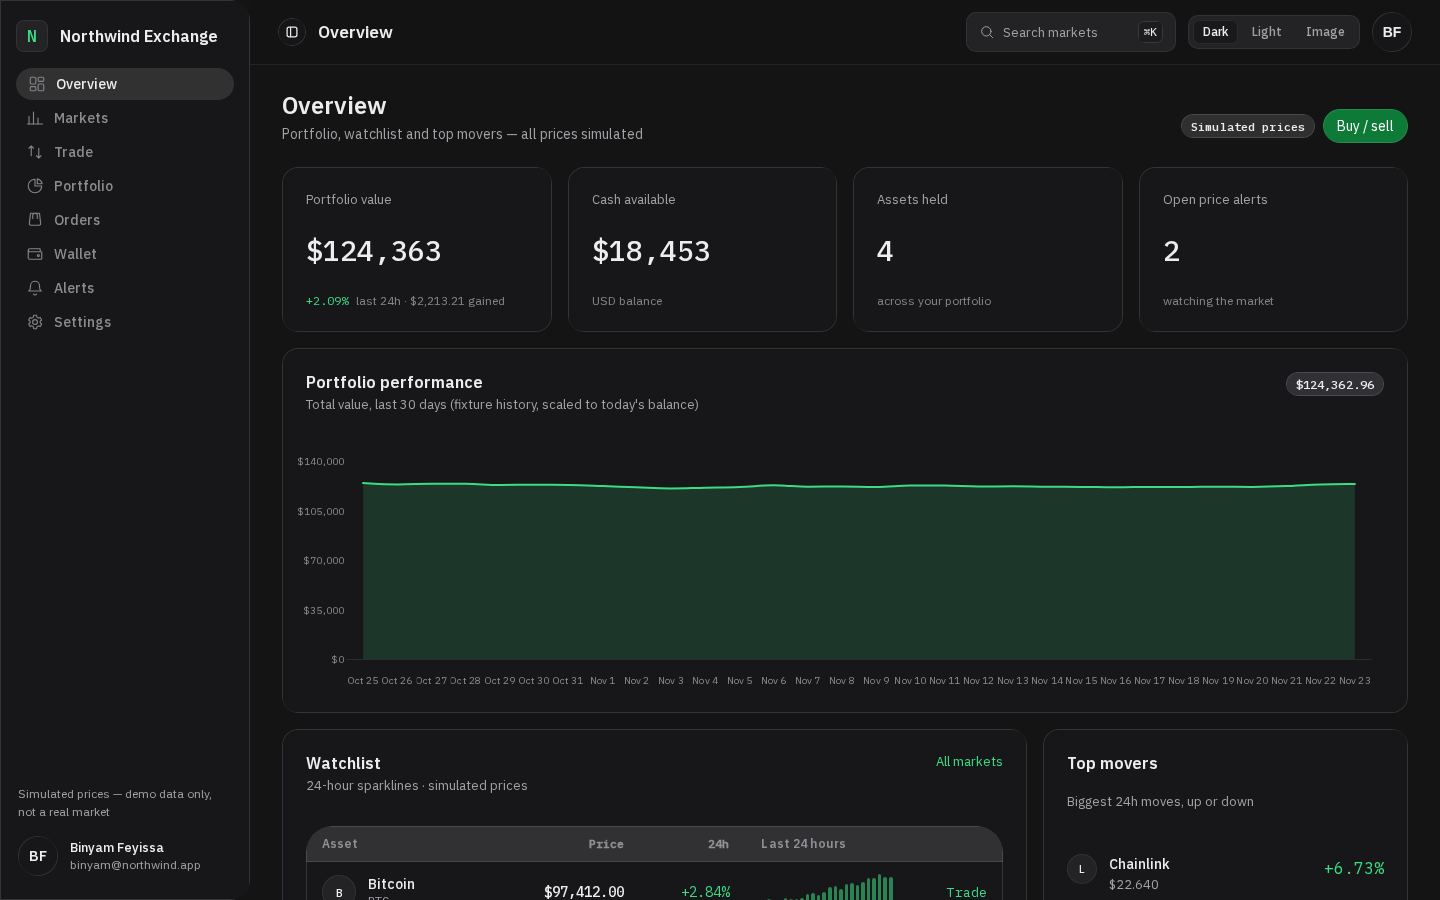 N Northwind Exchange
Overview
Markets
Trade
Portfolio
Orders
Wallet
Alerts
Settings
Simulated prices — demo data only,
not a real market
BF
Binyam Feyissa
binyam@northwind.app
Overview
Search markets ⌘K
Dark Light Image
BF
Overview
Portfolio, watchlist and top movers — all prices simulated
Simulated prices
Buy / sell
Portfolio value
$124,363
+2.09% last 24h · $2,213.21 gained
Cash available
$18,453
USD balance
Assets held
4
across your portfolio
Open price alerts
2
watching the market
Portfolio performance
Total value, last 30 days (fixture history, scaled to today's balance)
$124,362.96
$140,000
$105,000
$70,000
$35,000
$0
Oct 25 Oct 26 Oct 27 Oct 28 Oct 29 Oct 30 Oct 31 Nov 1 Nov 2 Nov 3 Nov 4 Nov 5 Nov 6 Nov 7 Nov 8 Nov 9 Nov 10 Nov 11 Nov 12 Nov 13 Nov 14 Nov 15 Nov 16 Nov 17 Nov 18 Nov 19 Nov 20 Nov 21 Nov 22 Nov 23
Watchlist
24-hour sparklines · simulated prices
All markets
Asset Price 24h Last 24 hours
B Bitcoin $97,412.00 +2.84% Trade
BTC
Top movers
Biggest 24h moves, up or down
L Chainlink +6.73%
$22.640